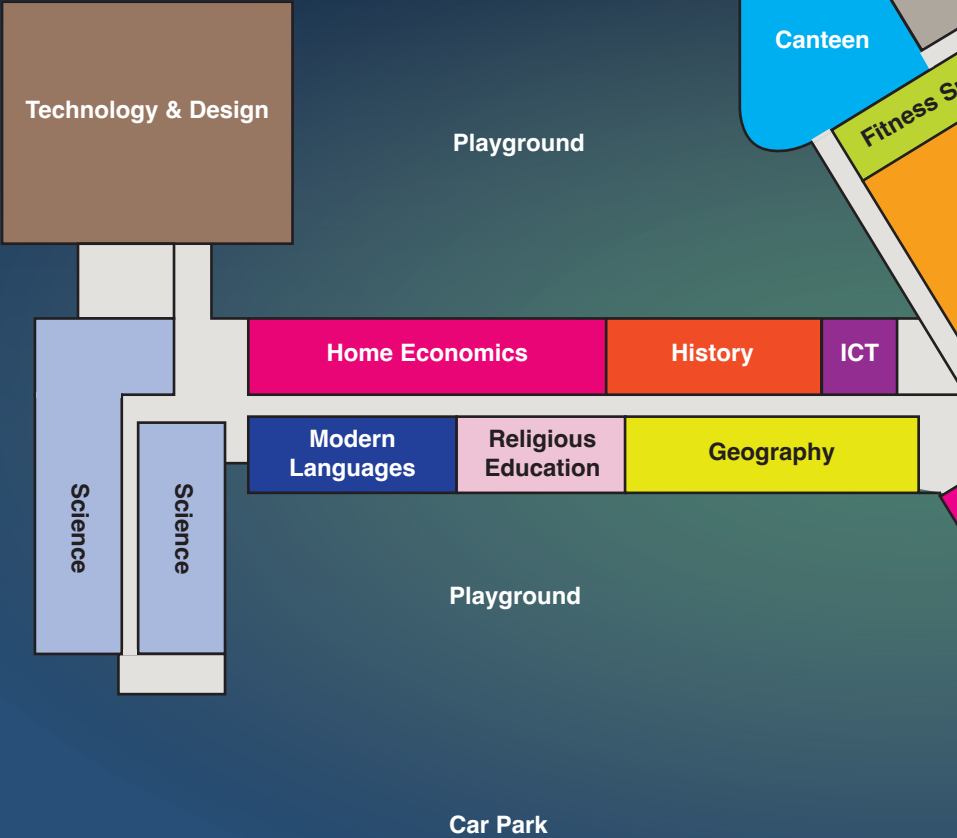 Canteen
Technology & Design
Fitness
Playground
Home Economics
History
ICT
Modern
Languages
Religious
Education
Geography
Science
Science
Playground
Car Park